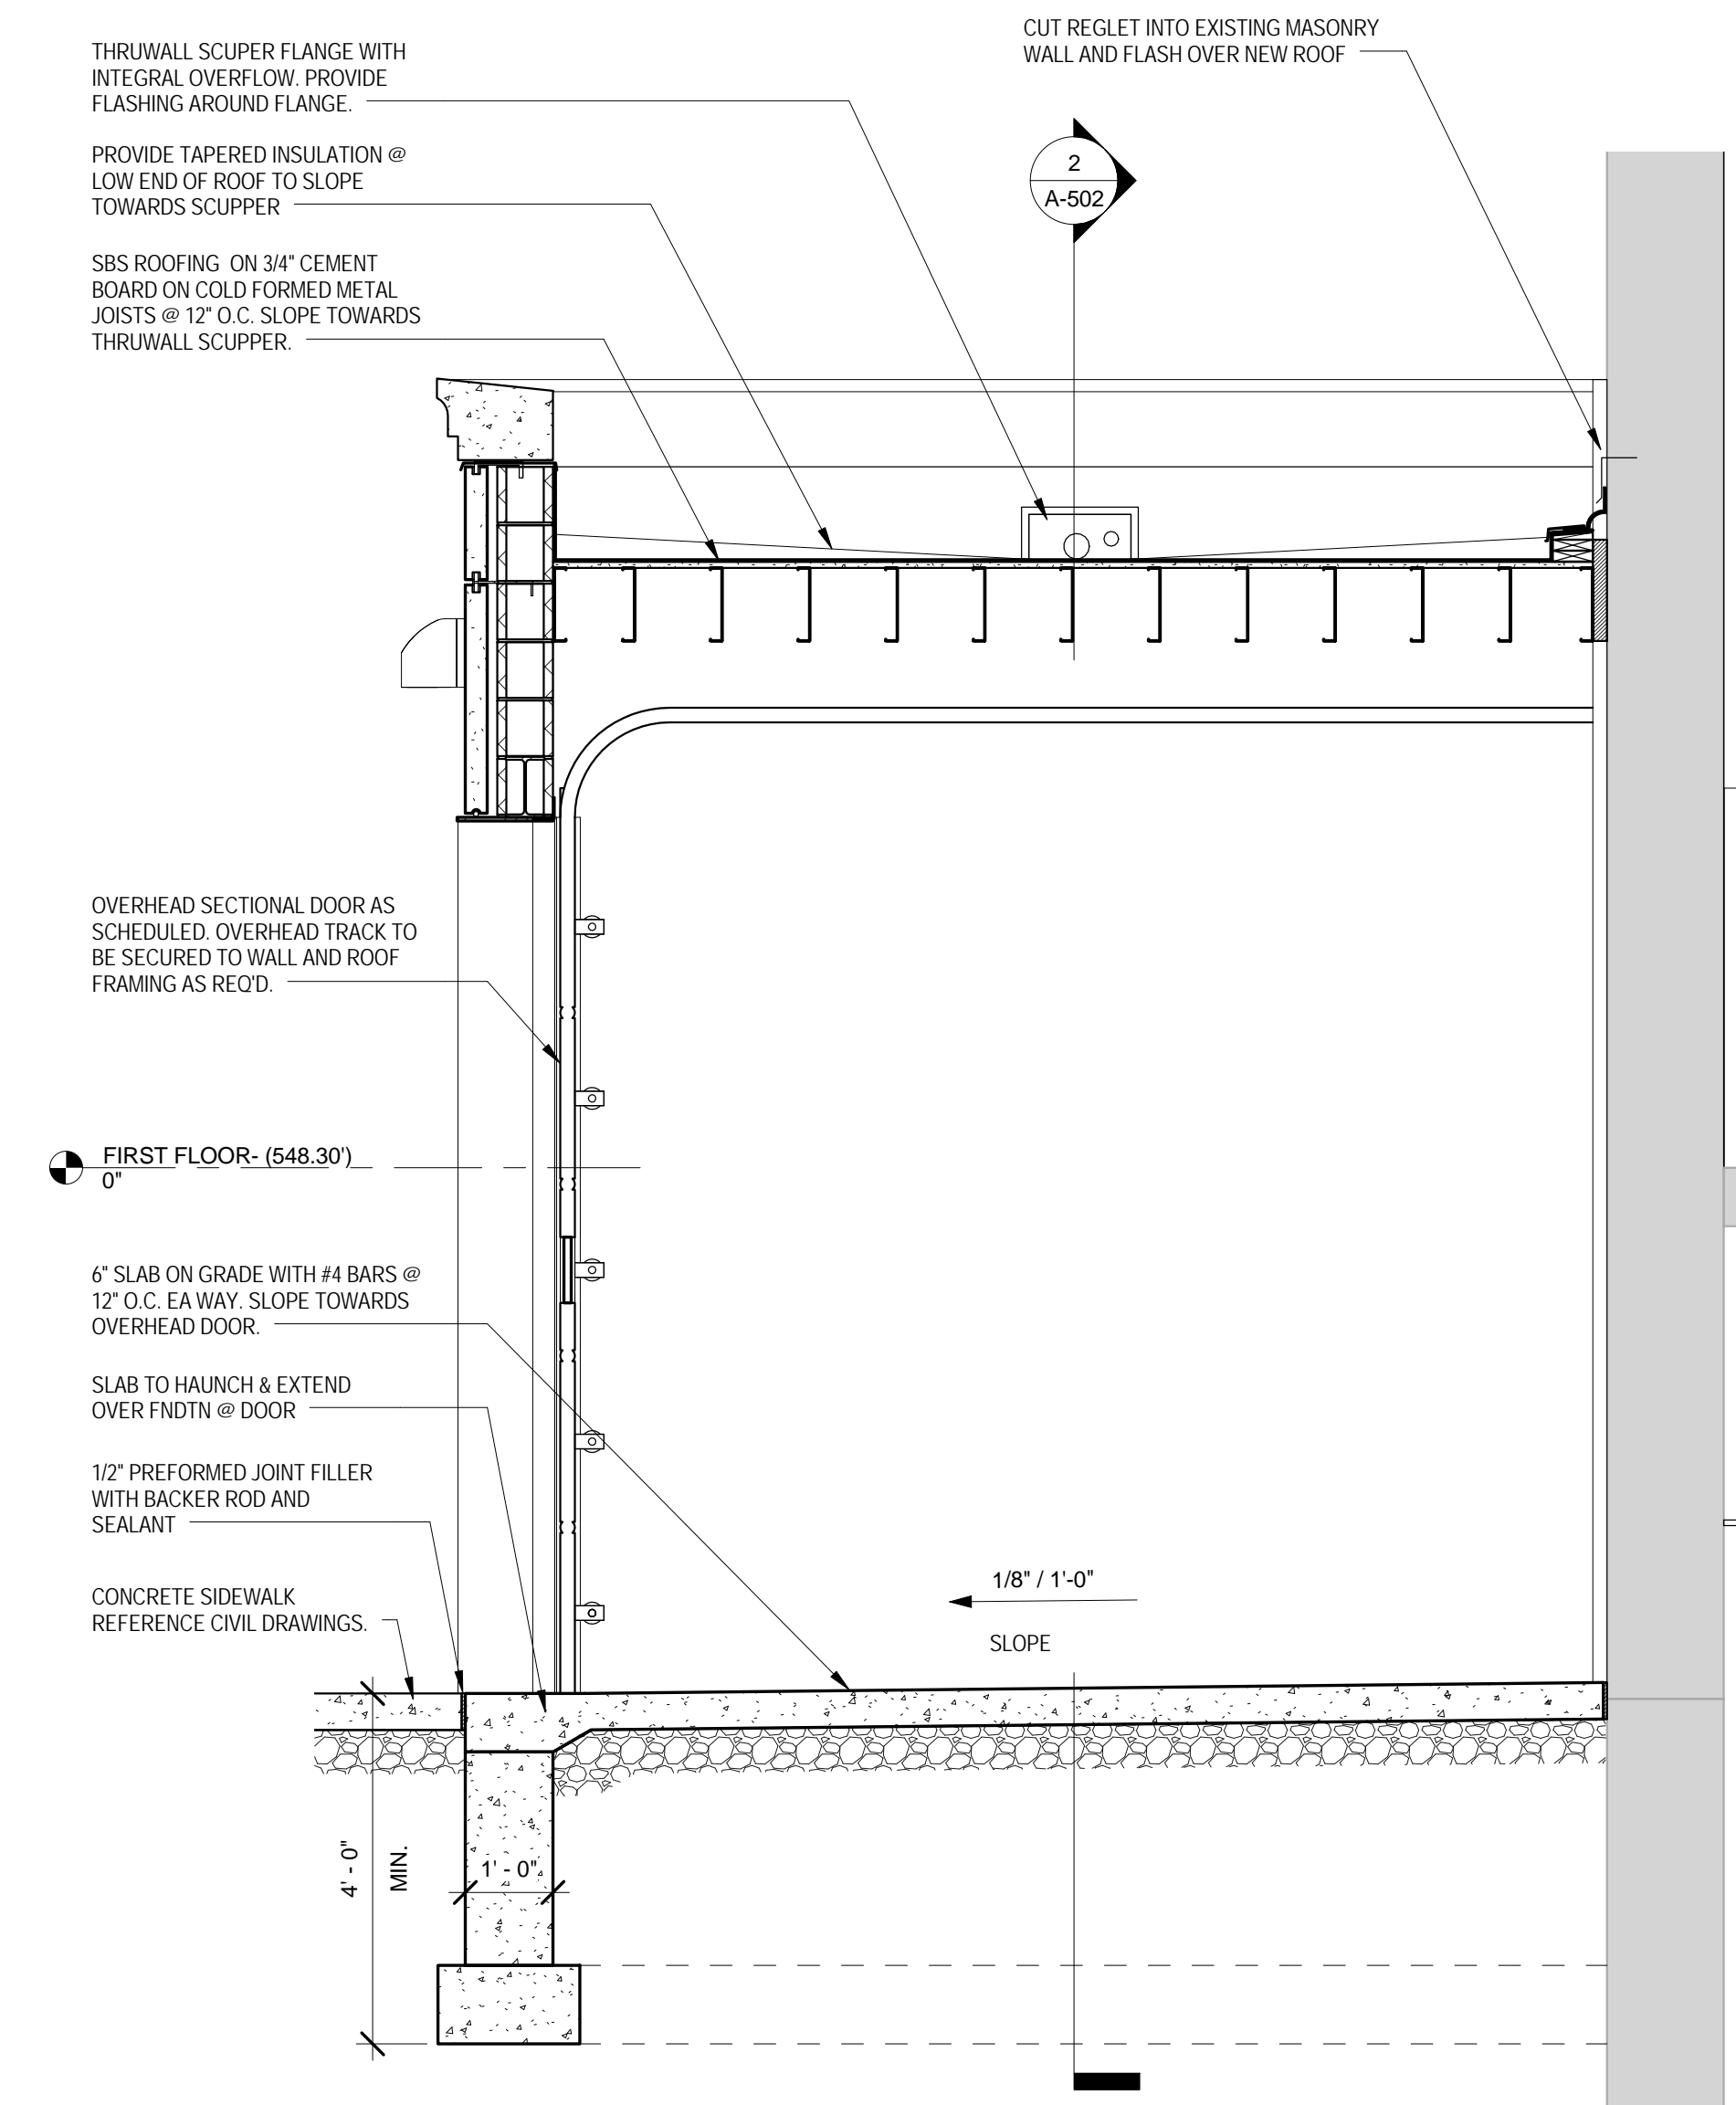 THRUWALL SCUPER FLANGE WITH
INTEGRAL OVERFLOW. PROVIDE
FLASHING AROUND FLANGE.
CUT REGLET INTO EXISTING MASONRY
WALL AND FLASH OVER NEW ROOF
PROVIDE TAPERED INSULATION @
LOW END OF ROOF TO SLOPE
TOWARDS SCUPPER
2
A-502
SBS ROOFING ON 3/4" CEMENT
BOARD ON COLD FORMED METAL
JOISTS @ 12" O.C. SLOPE TOWARDS
THRUWALL SCUPPER.
OVERHEAD SECTIONAL DOOR AS
SCHEDULED. OVERHEAD TRACK TO
BE SECURED TO WALL AND ROOF
FRAMING AS REQ'D.
FIRST FLOOR- (548.30')
0"
6" SLAB ON GRADE WITH #4 BARS @
12" O.C. EA WAY. SLOPE TOWARDS
OVERHEAD DOOR.
SLAB TO HAUNCH & EXTEND
OVER FNDTN @ DOOR
1/2" PREFORMED JOINT FILLER
WITH BACKER ROD AND
SEALANT
CONCRETE SIDEWALK
REFERENCE CIVIL DRAWINGS.
1/8" / 1'-0"
SLOPE
4' - 0"
MIN.
1' - 0"